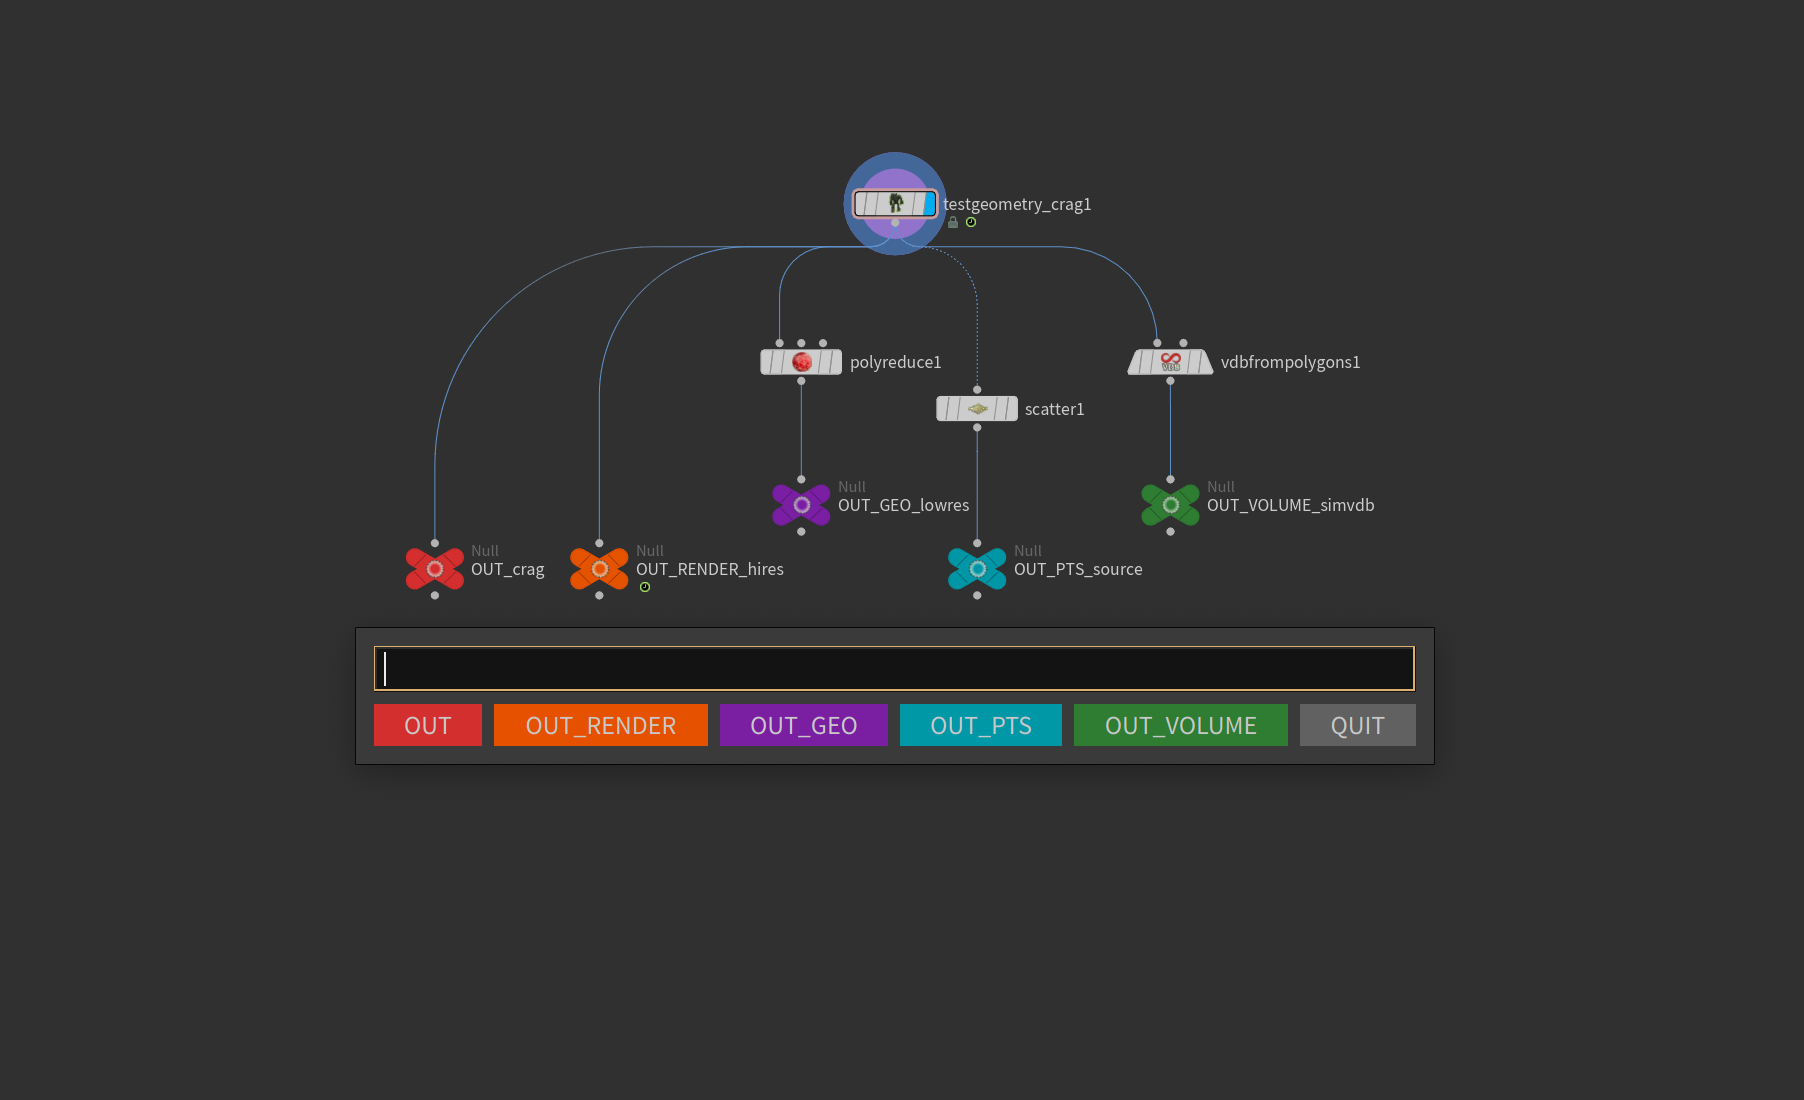 testgeometry_crag1
polyreduce1
vdbfrompolygons1
VDB
scatter1
Null
OUT_GEO_lowres
Null
OUT_VOLUME_simvdb
Null
OUT_crag
Null
OUT_RENDER_hires
Null
OUT_PTS_source
OUT
OUT_RENDER
OUT_GEO
OUT_PTS
OUT_VOLUME
QUIT